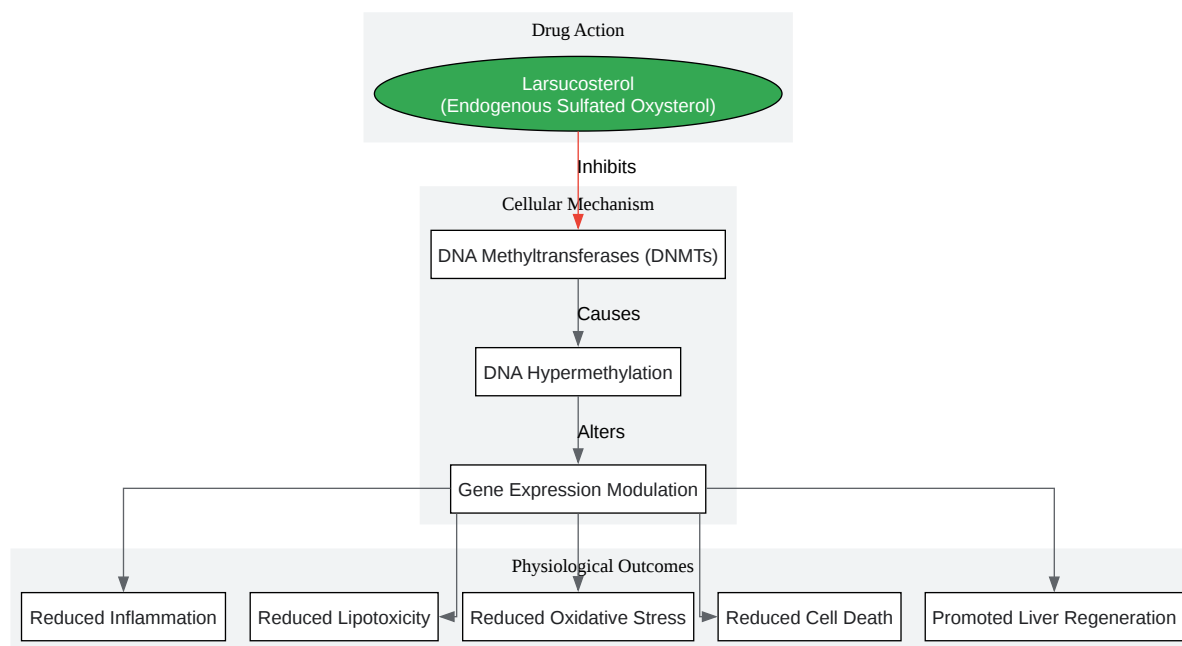 Drug Action
Larsucosterol
(Endogenous Sulfated Oxysterol)
Inhibits
Cellular Mechanism
DNA Methyltransferases (DNMTs)
Causes
DNA Hypermethylation
Alters
Gene Expression Modulation
Physiological Outcomes
Reduced Inflammation
Reduced Lipotoxicity
Reduced Oxidative Stress
Reduced Cell Death
Promoted Liver Regeneration